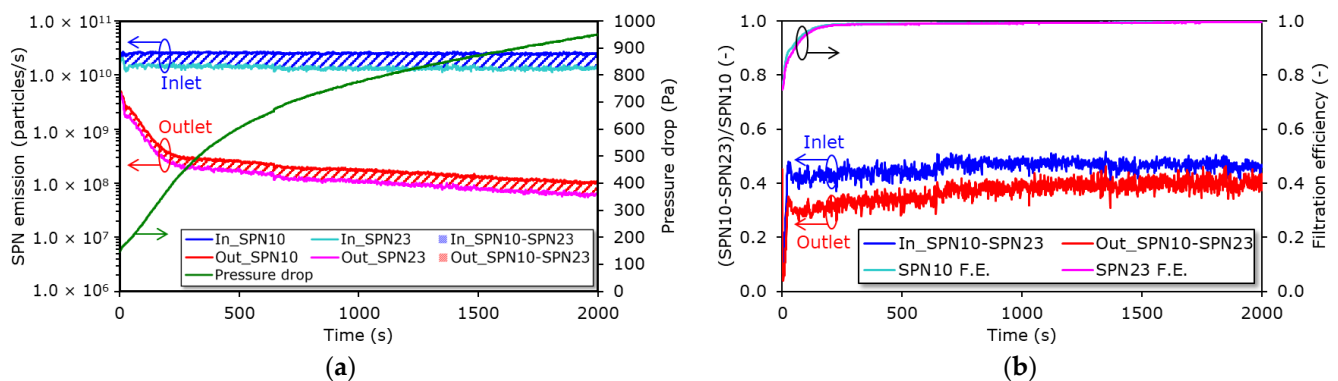 SPN emission (particles/s)
1.0 × 10¹¹
1.0 × 10¹⁰
1.0 × 10⁹
1.0 × 10⁸
1.0 × 10⁷
1.0 × 10⁶
Inlet
Outlet
In_SPN10 In_SPN23 In_SPN10-SPN23
Out_SPN10 Out_SPN23 Out_SPN10-SPN23
Pressure drop
0 500 1000 1500 2000
Time (s)
1000
900
800
700
600
500
400
300
200
100
0
Pressure drop (Pa)
(a)
(SPN10-SPN23)/SPN10 (-)
1.0
0.8
0.6
0.4
0.2
0.0
Inlet
Outlet
In_SPN10-SPN23 Out_SPN10-SPN23
SPN10 F.E. SPN23 F.E.
0 500 1000 1500 2000
Time (s)
1.0
0.8
0.6
0.4
0.2
0.0
Filtration efficiency (-)
(b)